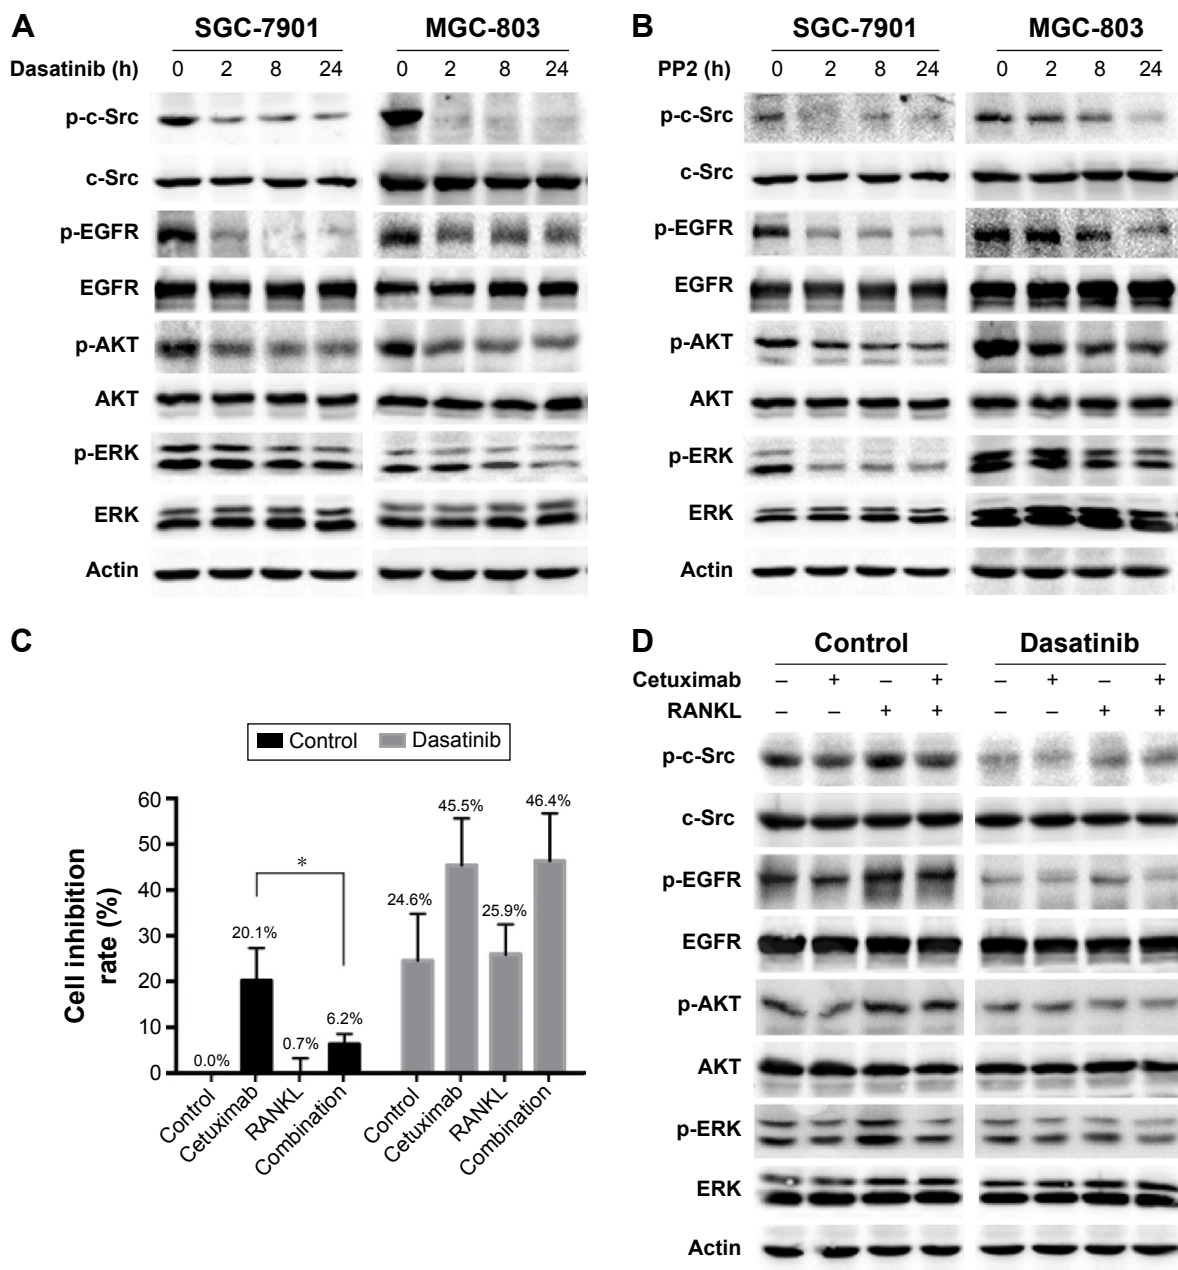 A
SGC-7901 MGC-803
Dasatinib (h) 0 2 8 24 0 2 8 24
p-c-Src
c-Src
p-EGFR
EGFR
p-AKT
AKT
p-ERK
ERK
Actin
B
SGC-7901 MGC-803
PP2 (h) 0 2 8 24 0 2 8 24
p-c-Src
c-Src
p-EGFR
EGFR
p-AKT
AKT
p-ERK
ERK
Actin
C
Control Dasatinib
Cell inhibition
rate (%)
60
50
40
30
20
10
0
0.0%
20.1%
0.7%
6.2%
*
24.6%
45.5%
25.9%
46.4%
Control
Cetuximab
RANKL
Combination
Control
Cetuximab
RANKL
Combination
D
Control Dasatinib
Cetuximab – + – + – + – +
RANKL – – + + – – + +
p-c-Src
c-Src
p-EGFR
EGFR
p-AKT
AKT
p-ERK
ERK
Actin